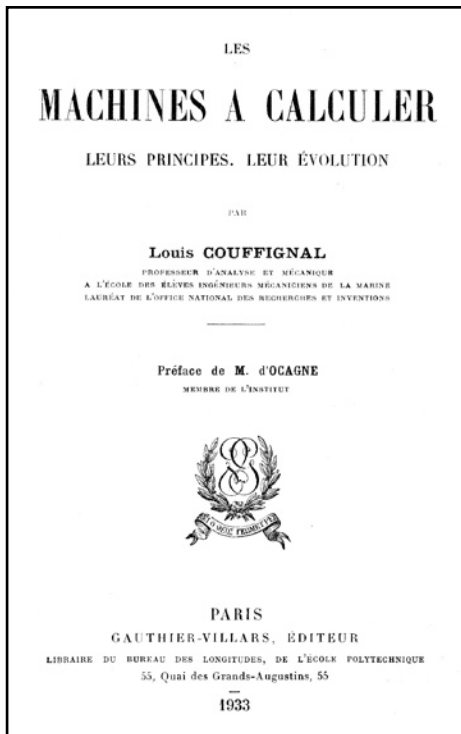 LES
MACHINES A CALCULER
LEURS PRINCIPES. LEUR ÉVOLUTION
PAR
Louis COUFFIGNAL
PROFESSEUR D'ANALYSE ET MÉCANIQUE
A L'ÉCOLE DES ÉLÈVES INGÉNIEURS MÉCANICIENS DE LA MARINE
LAURÉAT DE L'OFFICE NATIONAL DES RECHERCHES ET INVENTIONS
Préface de M. d'OCAGNE
MEMBRE DE L'INSTITUT
PARIS
GAUTHIER-VILLARS, ÉDITEUR
LIBRAIRE DU BUREAU DES LONGITUDES, DE L'ÉCOLE POLYTECHNIQUE
55, Quai des Grands-Augustins, 55
1933